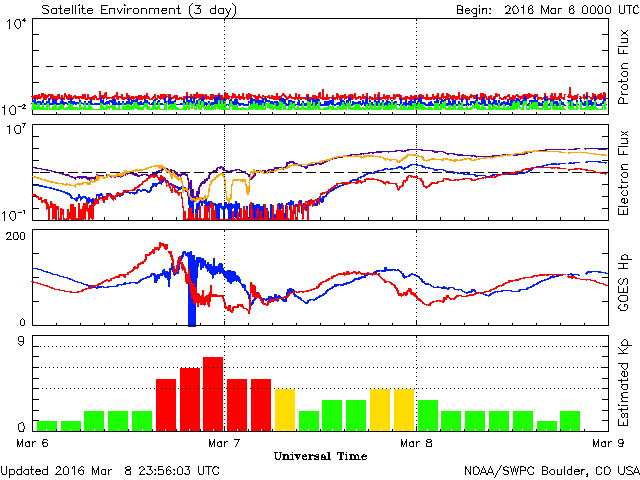 Satellite Environment (3 day) Begin: 2016 Mar 6 0000 UTC
10^4
10^-2
Proton Flux
10^7
10^-1
Electron Flux
200
0
GOES Hp
9
0
Estimated Kp
Mar 6 Mar 7 Mar 8 Mar 9
Universal Time
Updated 2016 Mar 8 23:56:03 UTC NOAA/SWPC Boulder, CO USA